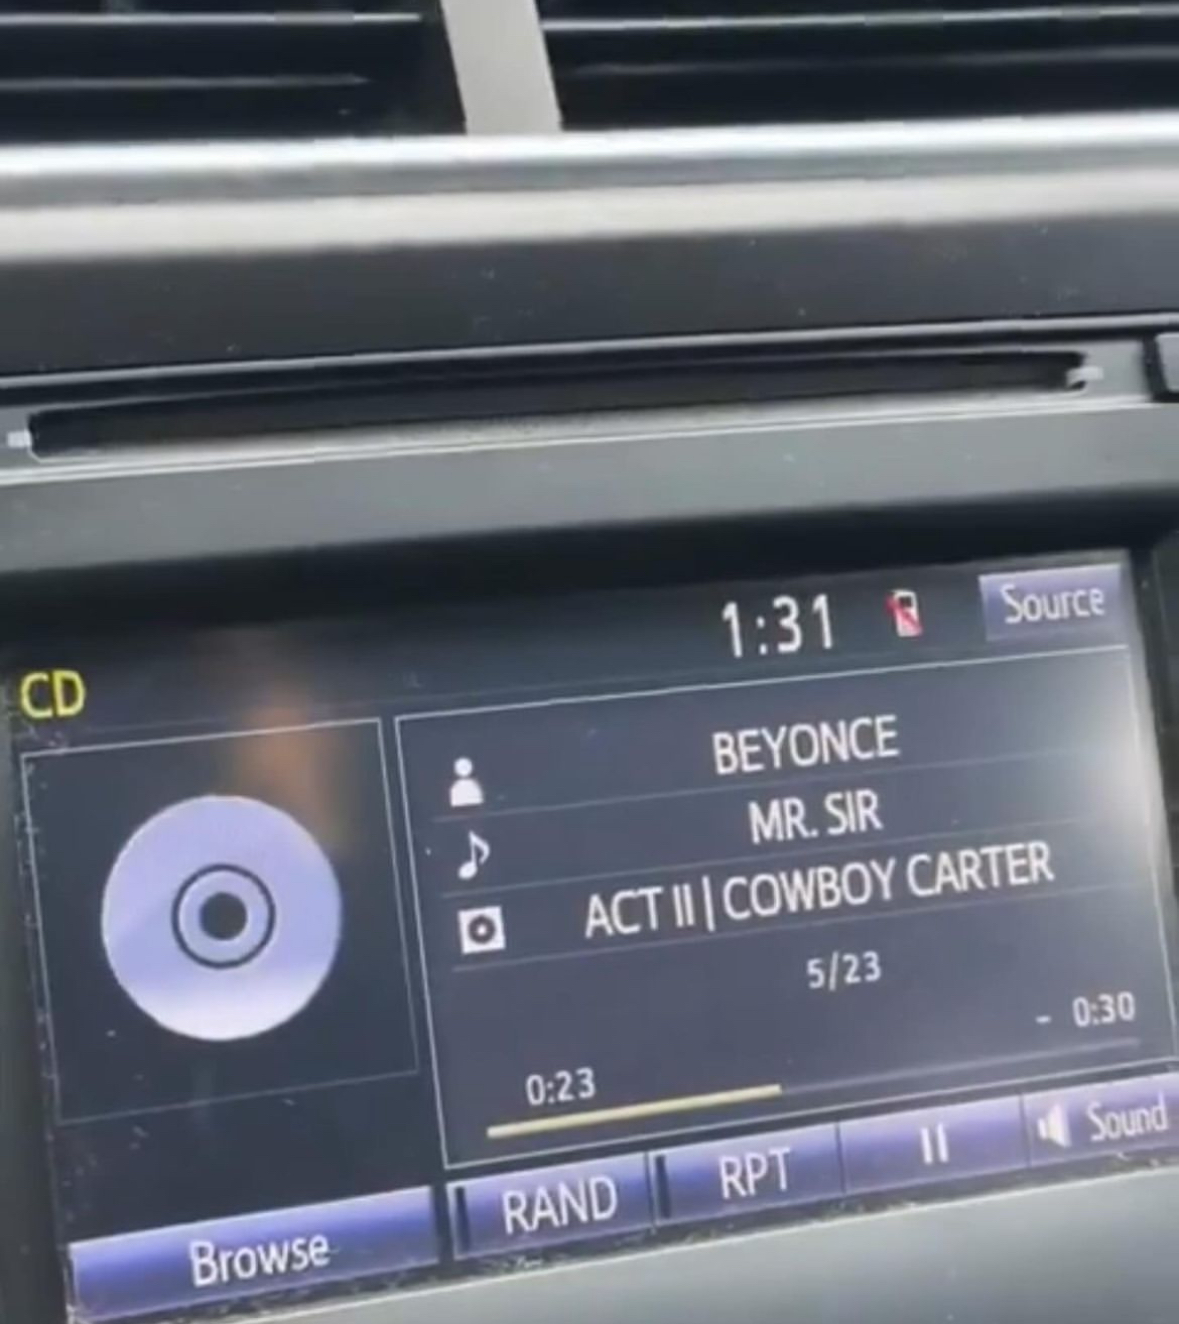 1:31
Source
CD
BEYONCE
MR. SIR
ACT II | COWBOY CARTER
5/23
- 0:30
0:23
Browse
RAND
RPT
Sound